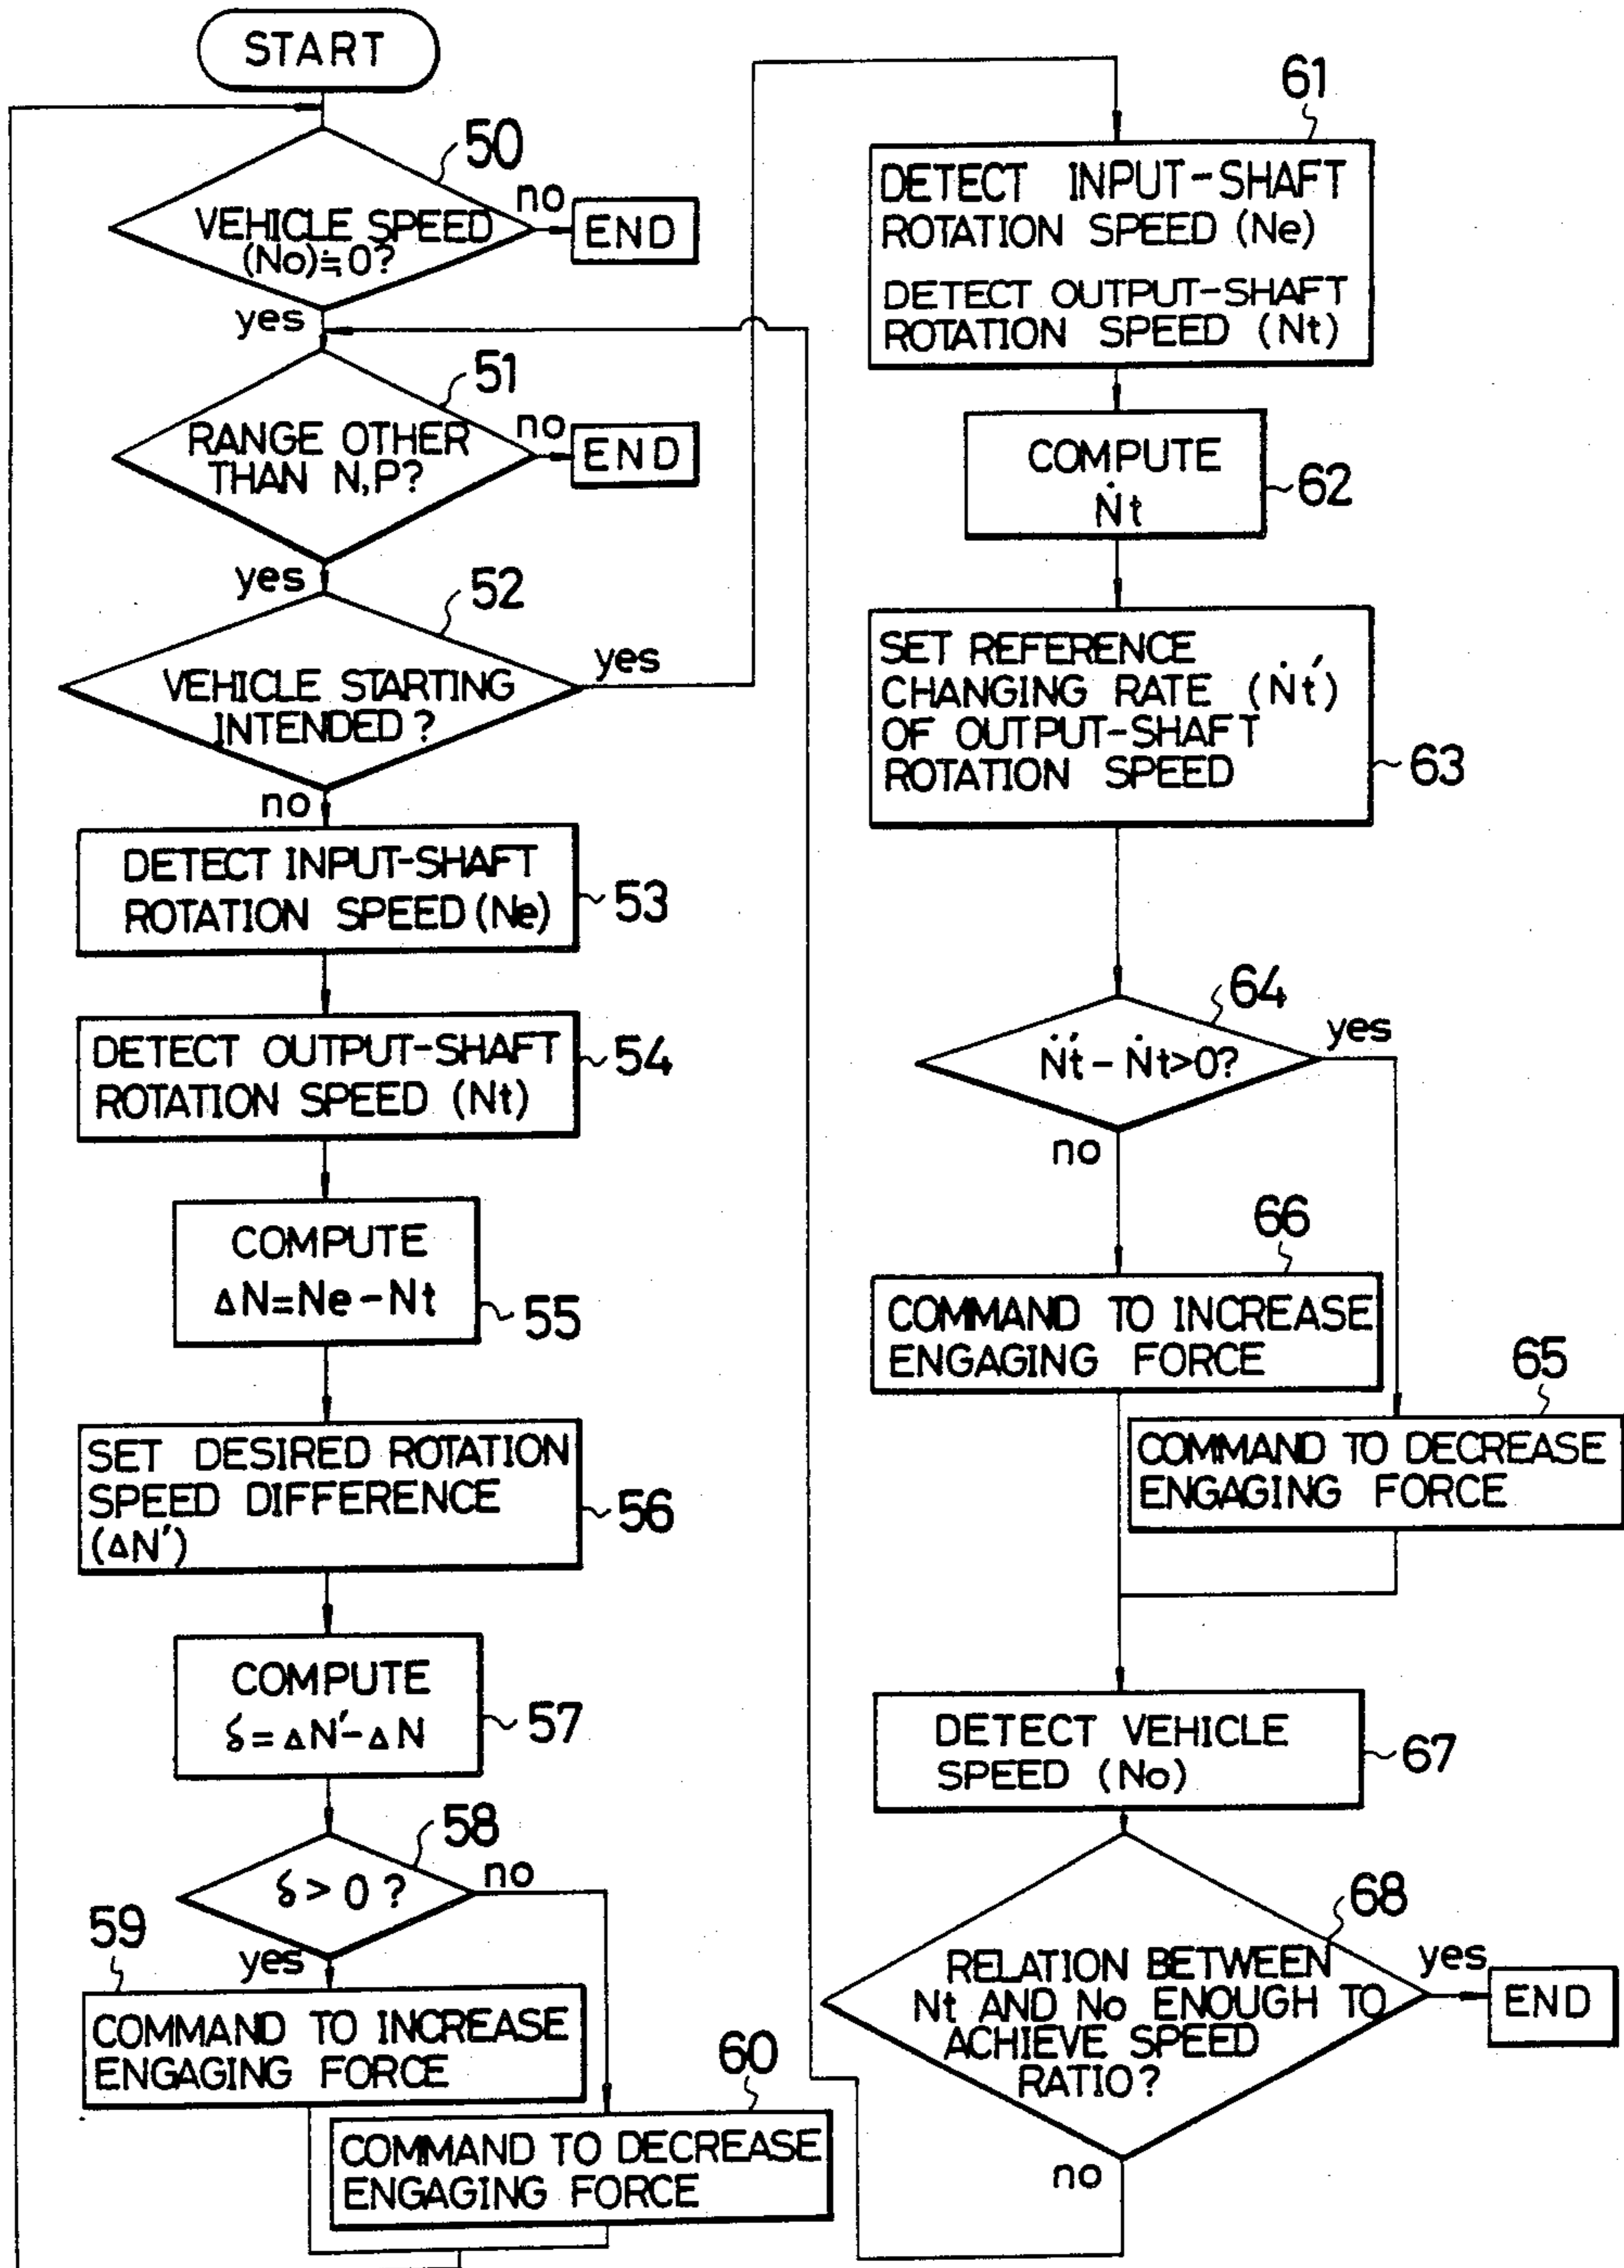 START
50
VEHICLE SPEED
(No)≒0?
no
END
yes
51
RANGE OTHER
THAN N,P?
no
END
yes
52
VEHICLE STARTING
INTENDED?
yes
no
DETECT INPUT-SHAFT
ROTATION SPEED (Ne)
53
DETECT OUTPUT-SHAFT
ROTATION SPEED (Nt)
54
COMPUTE
ΔN=Ne-Nt
55
SET DESIRED ROTATION
SPEED DIFFERENCE
(ΔN')
56
COMPUTE
δ=ΔN'-ΔN
57
58
δ>0?
no
yes
59
COMMAND TO INCREASE
ENGAGING FORCE
60
COMMAND TO DECREASE
ENGAGING FORCE
61
DETECT INPUT-SHAFT
ROTATION SPEED (Ne)
DETECT OUTPUT-SHAFT
ROTATION SPEED (Nt)
COMPUTE
Ṅt
62
SET REFERENCE
CHANGING RATE (Ṅt')
OF OUTPUT-SHAFT
ROTATION SPEED
63
64
Ṅt'-Ṅt>0?
yes
no
66
COMMAND TO INCREASE
ENGAGING FORCE
65
COMMAND TO DECREASE
ENGAGING FORCE
DETECT VEHICLE
SPEED (No)
67
68
RELATION BETWEEN
Nt AND No ENOUGH TO
ACHIEVE SPEED
RATIO?
yes
END
no